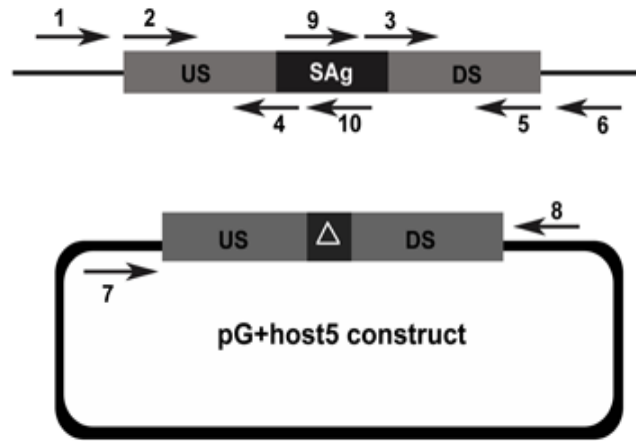 1 2 9 3
US SAg DS
4 10 5 6
8
US △ DS
7
pG+host5 construct